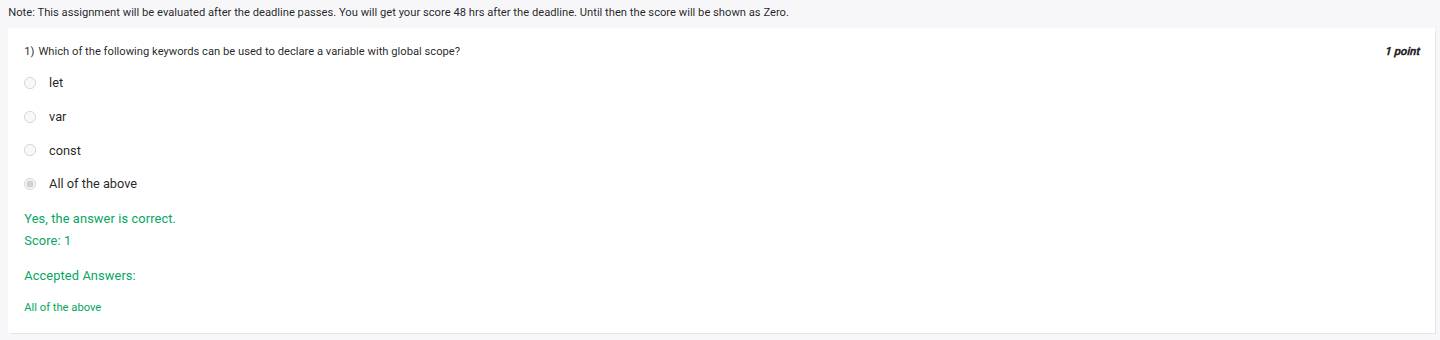 Note: This assignment will be evaluated after the deadline passes. You will get your score 48 hrs after the deadline. Until then the score will be shown as Zero.
1) Which of the following keywords can be used to declare a variable with global scope? 1 point
let
var
const
All of the above
Yes, the answer is correct.
Score: 1
Accepted Answers:
All of the above